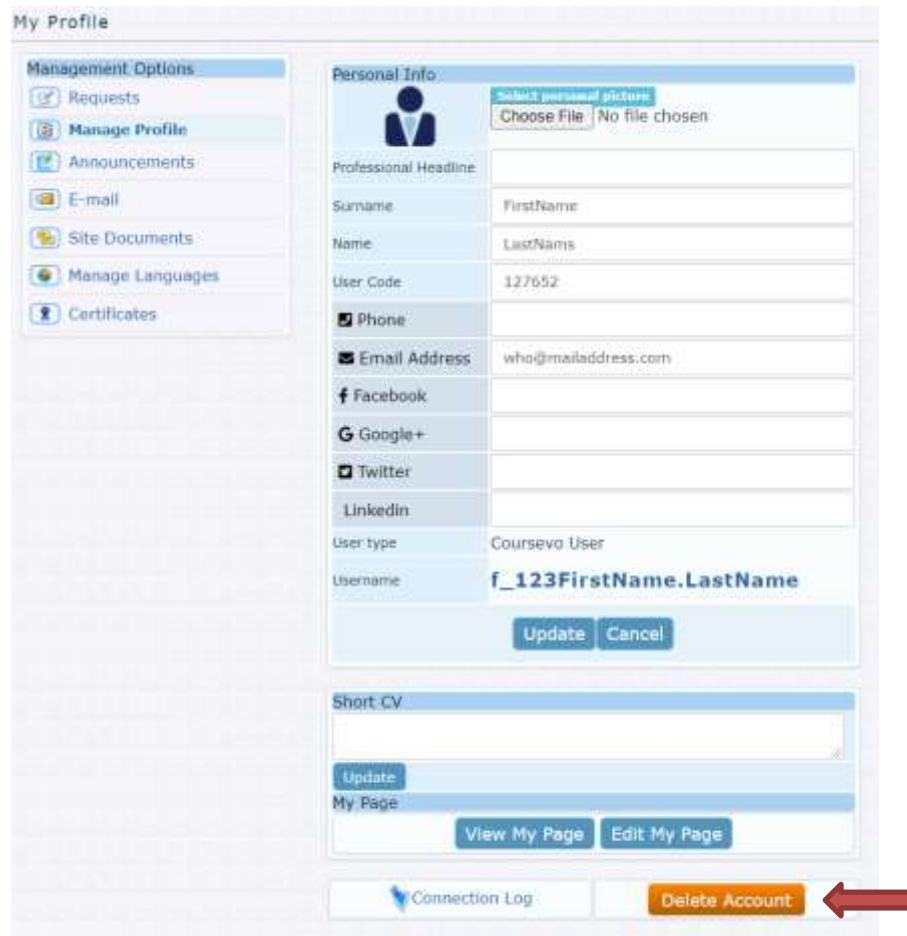 My Profile
Management Options
Requests
Manage Profile
Announcements
E-mail
Site Documents
Manage Languages
Certificates
Personal Info
Select personal picture
Choose File No file chosen
Professional Headline
Surname FirstName
Name LastNams
User Code 127652
Phone
Email Address who@mailaddress.com
Facebook
Google+
Twitter
Linkedin
User type Coursevo User
Username f_123FirstName.LastName
Update Cancel
Short CV
Update
My Page
View My Page Edit My Page
Connection Log Delete Account